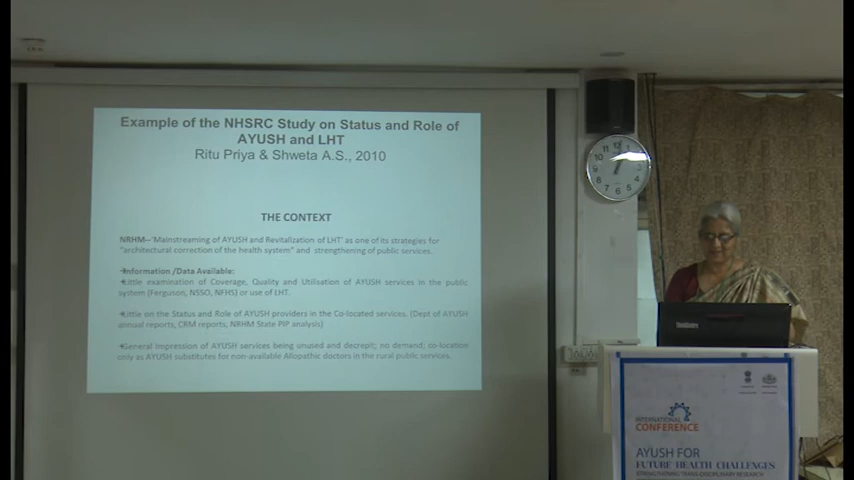 Example of the NHSRC Study on Status and Role of
AYUSH and LHT
Ritu Priya & Shweta A.S., 2010
THE CONTEXT
NRHM–'Mainstreaming of AYUSH and Revitalization of LHT' as one of its strategies for
"architectural correction of the health system" and strengthening of public services.
Information /Data Available:
Little examination of Coverage, Quality and Utilisation of AYUSH services in the public
system (Ferguson, NSSO, NFHS) or use of LHT.
Little on the Status and Role of AYUSH providers in the Co-located services. (Dept of AYUSH
annual reports, CRM reports, NRHM State PIP analysis)
General Impression of AYUSH services being unused and decrepit; no demand; co-location
only as AYUSH substitutes for non-available Allopathic doctors in the rural public services.
INTERNATIONAL
CONFERENCE
AYUSH FOR
FUTURE HEALTH CHALLENGES
STRENGTHENING TRANS-DISCIPLINARY RESEARCH